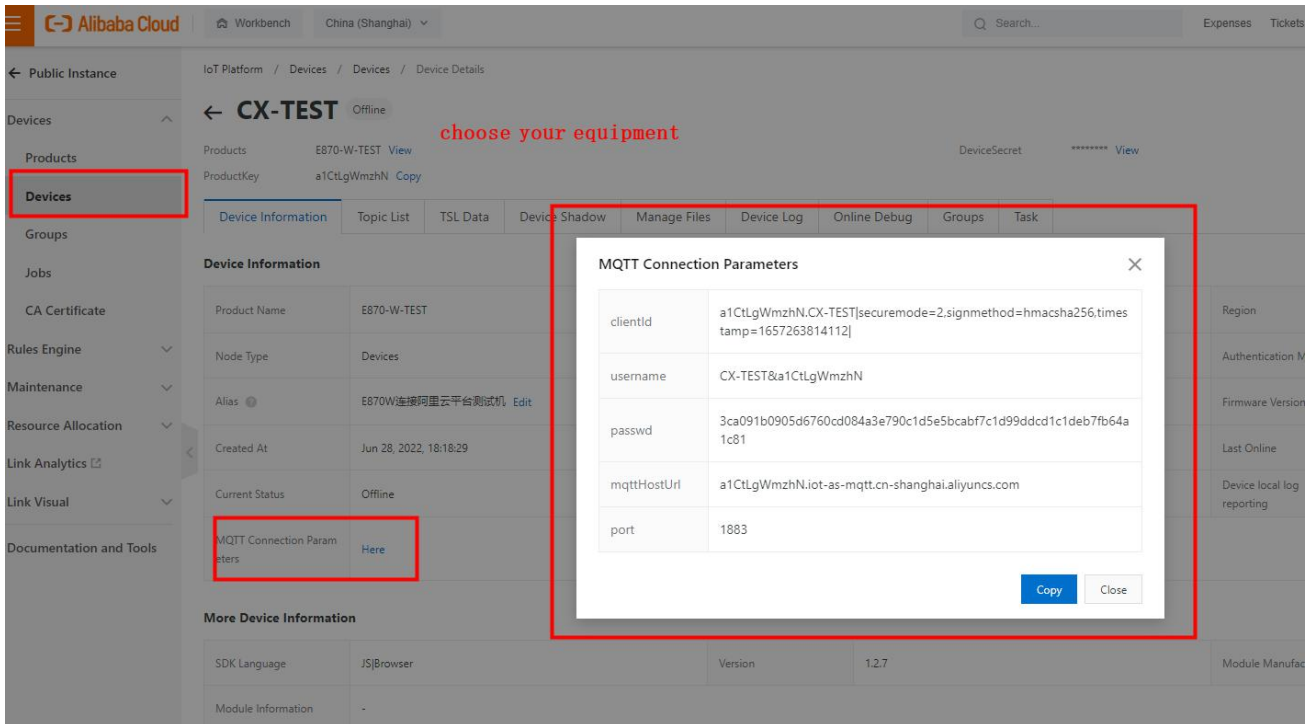 Alibaba Cloud
Workbench
China (Shanghai)
Search...
Expenses Tickets
Public Instance
IoT Platform / Devices / Devices / Device Details
Devices
CX-TEST Offline
choose your equipment
Products
Products E870-W-TEST View
DeviceSecret ******** View
ProductKey a1CtLgWmzhN Copy
Devices
Device Information Topic List TSL Data Device Shadow Manage Files Device Log Online Debug Groups Task
Groups
Device Information
Jobs
CA Certificate
Rules Engine
Maintenance
Resource Allocation
Link Analytics
Link Visual
Documentation and Tools
Product Name E870-W-TEST
Region
Node Type Devices
Authentication M
Alias E870W连接阿里云平台测试机 Edit
Firmware Version
Created At Jun 28, 2022, 18:18:29
Last Online
Current Status Offline
Device local log
reporting
MQTT Connection Param
eters
Here
MQTT Connection Parameters
clientId
a1CtLgWmzhN.CX-TEST|securemode=2,signmethod=hmacsha256,times
tamp=1657263814112|
username CX-TEST&a1CtLgWmzhN
passwd
3ca091b0905d6760cd084a3e790c1d5e5bcabf7c1d99ddcd1c1deb7fb64a
1c81
mqttHostUrl a1CtLgWmzhN.iot-as-mqtt.cn-shanghai.aliyuncs.com
port 1883
Copy Close
More Device Information
SDK Language JS|Browser Version 1.2.7 Module Manufac
Module Information -